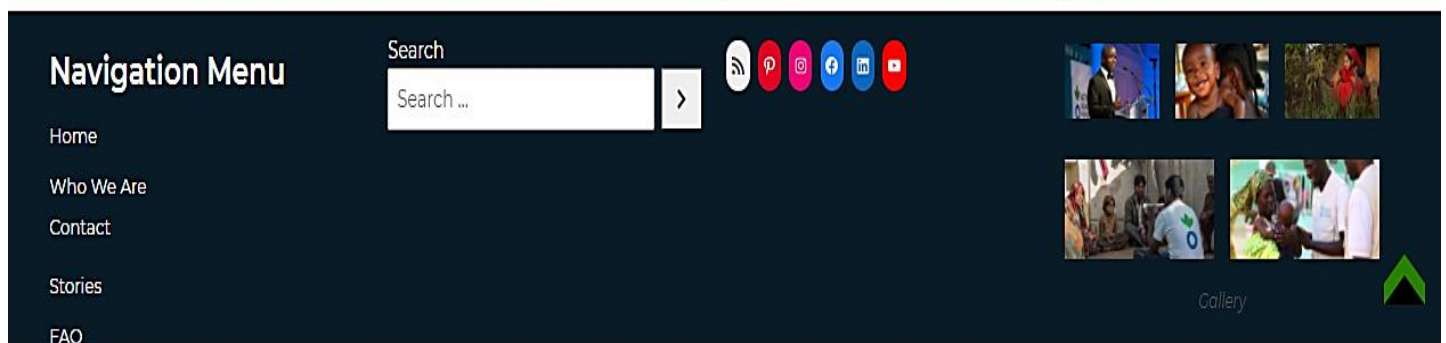 Navigation Menu
Home
Who We Are
Contact
Stories
FAQ
Search
Search ...
Gallery